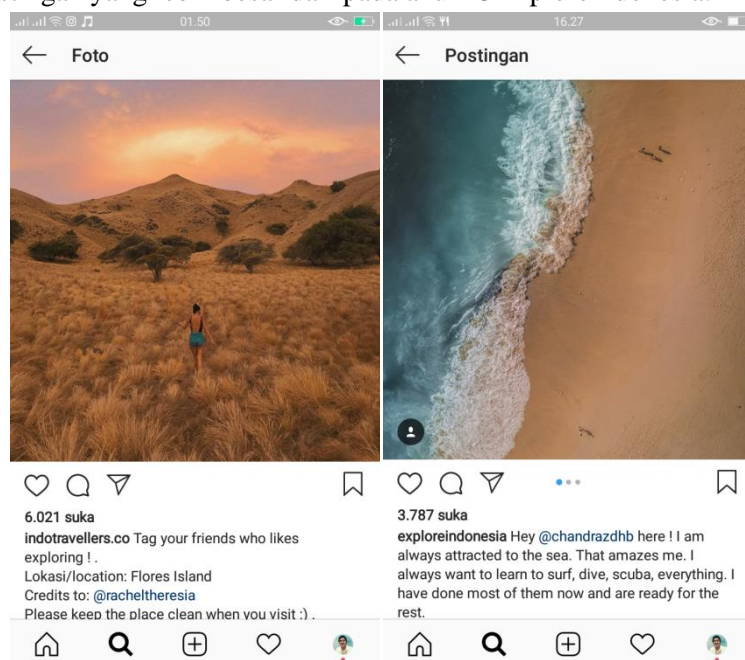 01.50
Foto
6.021 suka
indotravellers.co Tag your friends who likes
exploring ! .
Lokasi/location: Flores Island
Credits to: @racheltheresia
Please keep the place clean when you visit :) .
16.27
Postingan
3.787 suka
exploreindonesia Hey @chandrazdhb here ! I am
always attracted to the sea. That amazes me. I
always want to learn to surf, dive, scuba, everything. I
have done most of them now and are ready for the
rest.